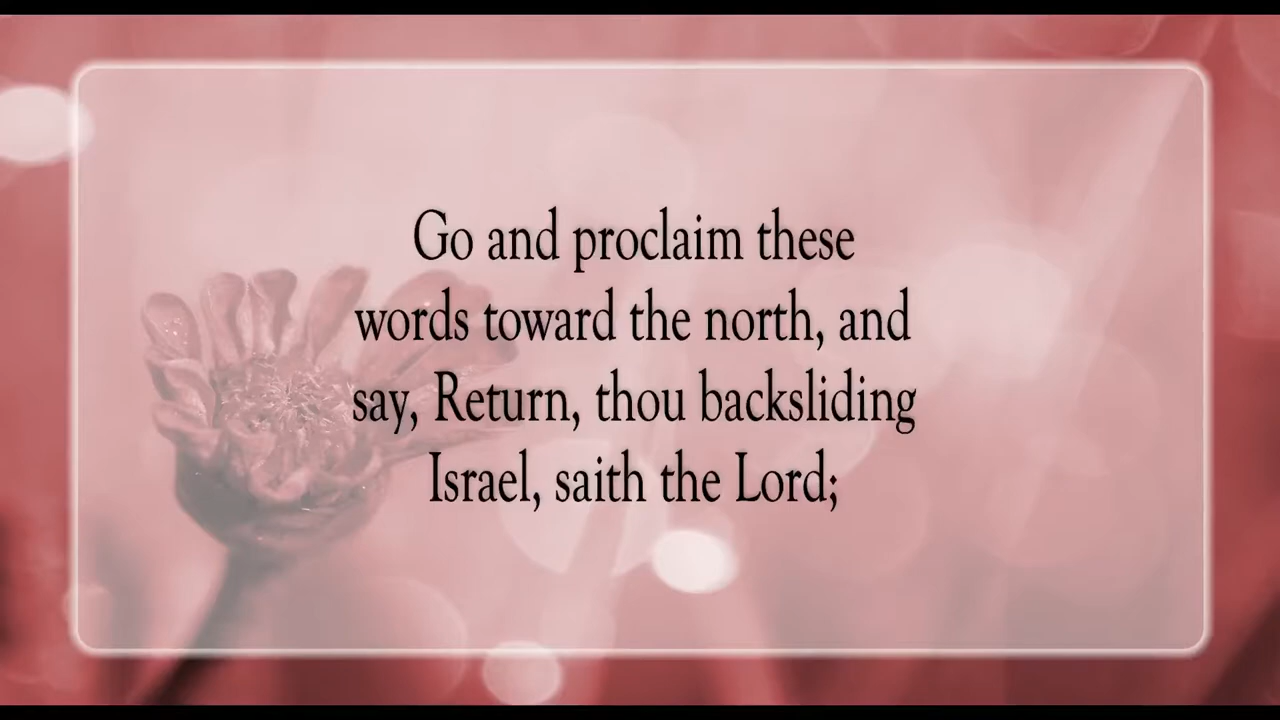 Go and proclaim these
words toward the north, and
say, Return, thou backsliding
Israel, saith the Lord;